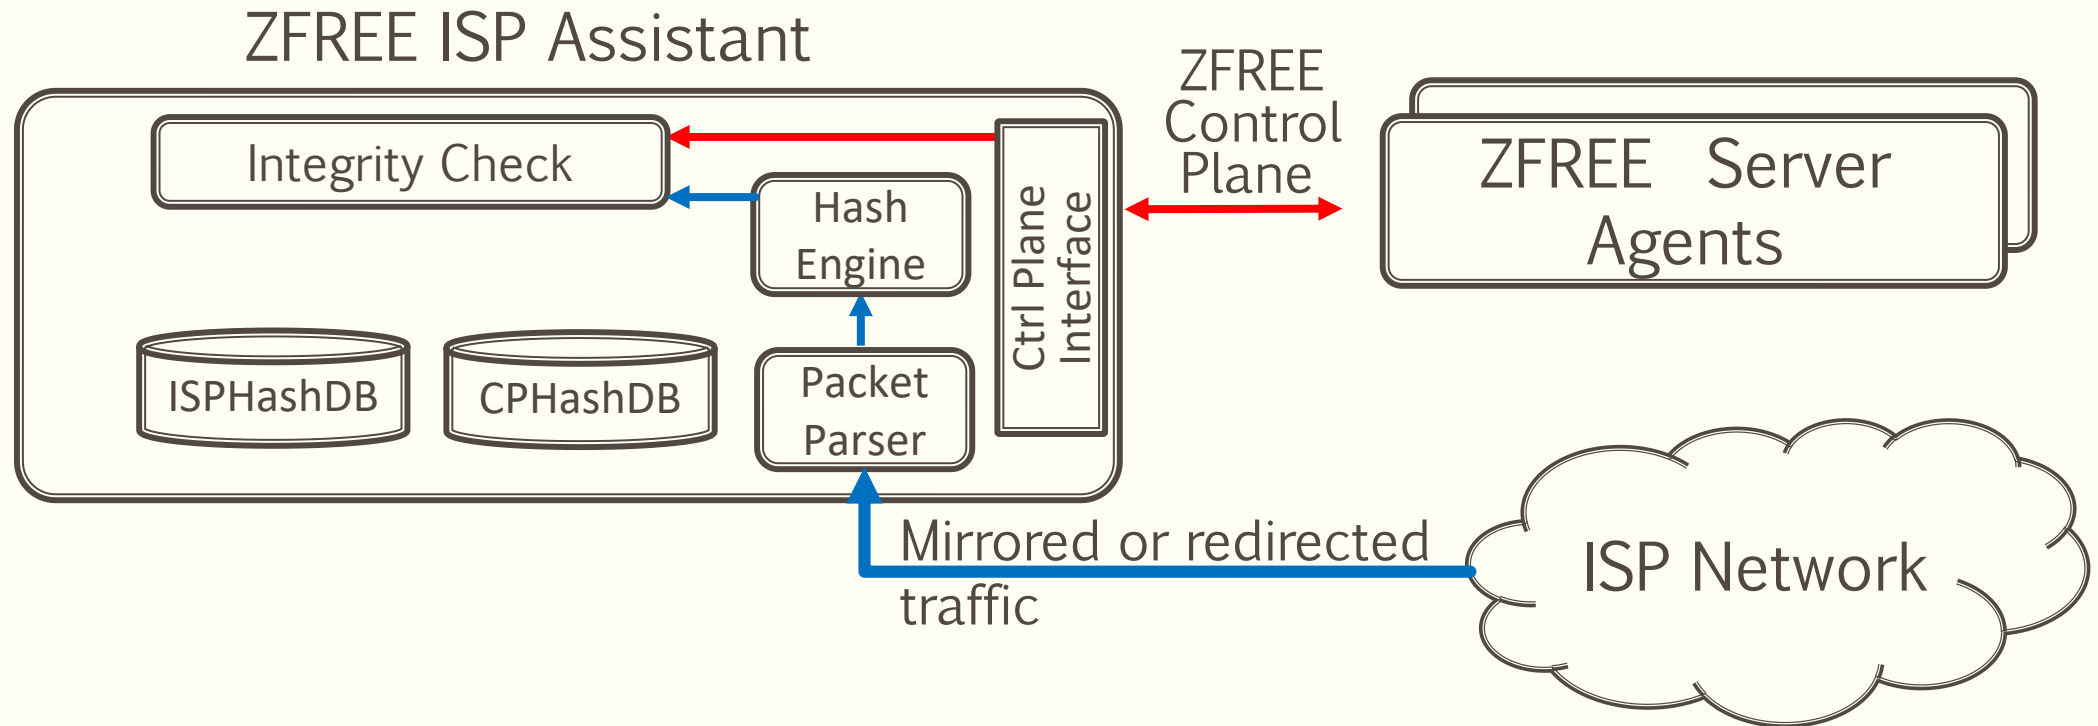 ZFREE ISP Assistant
Integrity Check
Hash
Engine
Ctrl Plane
Interface
ISPHashDB
CPHashDB
Packet
Parser
ZFREE
Control
Plane
ZFREE Server
Agents
Mirrored or redirected
traffic
ISP Network